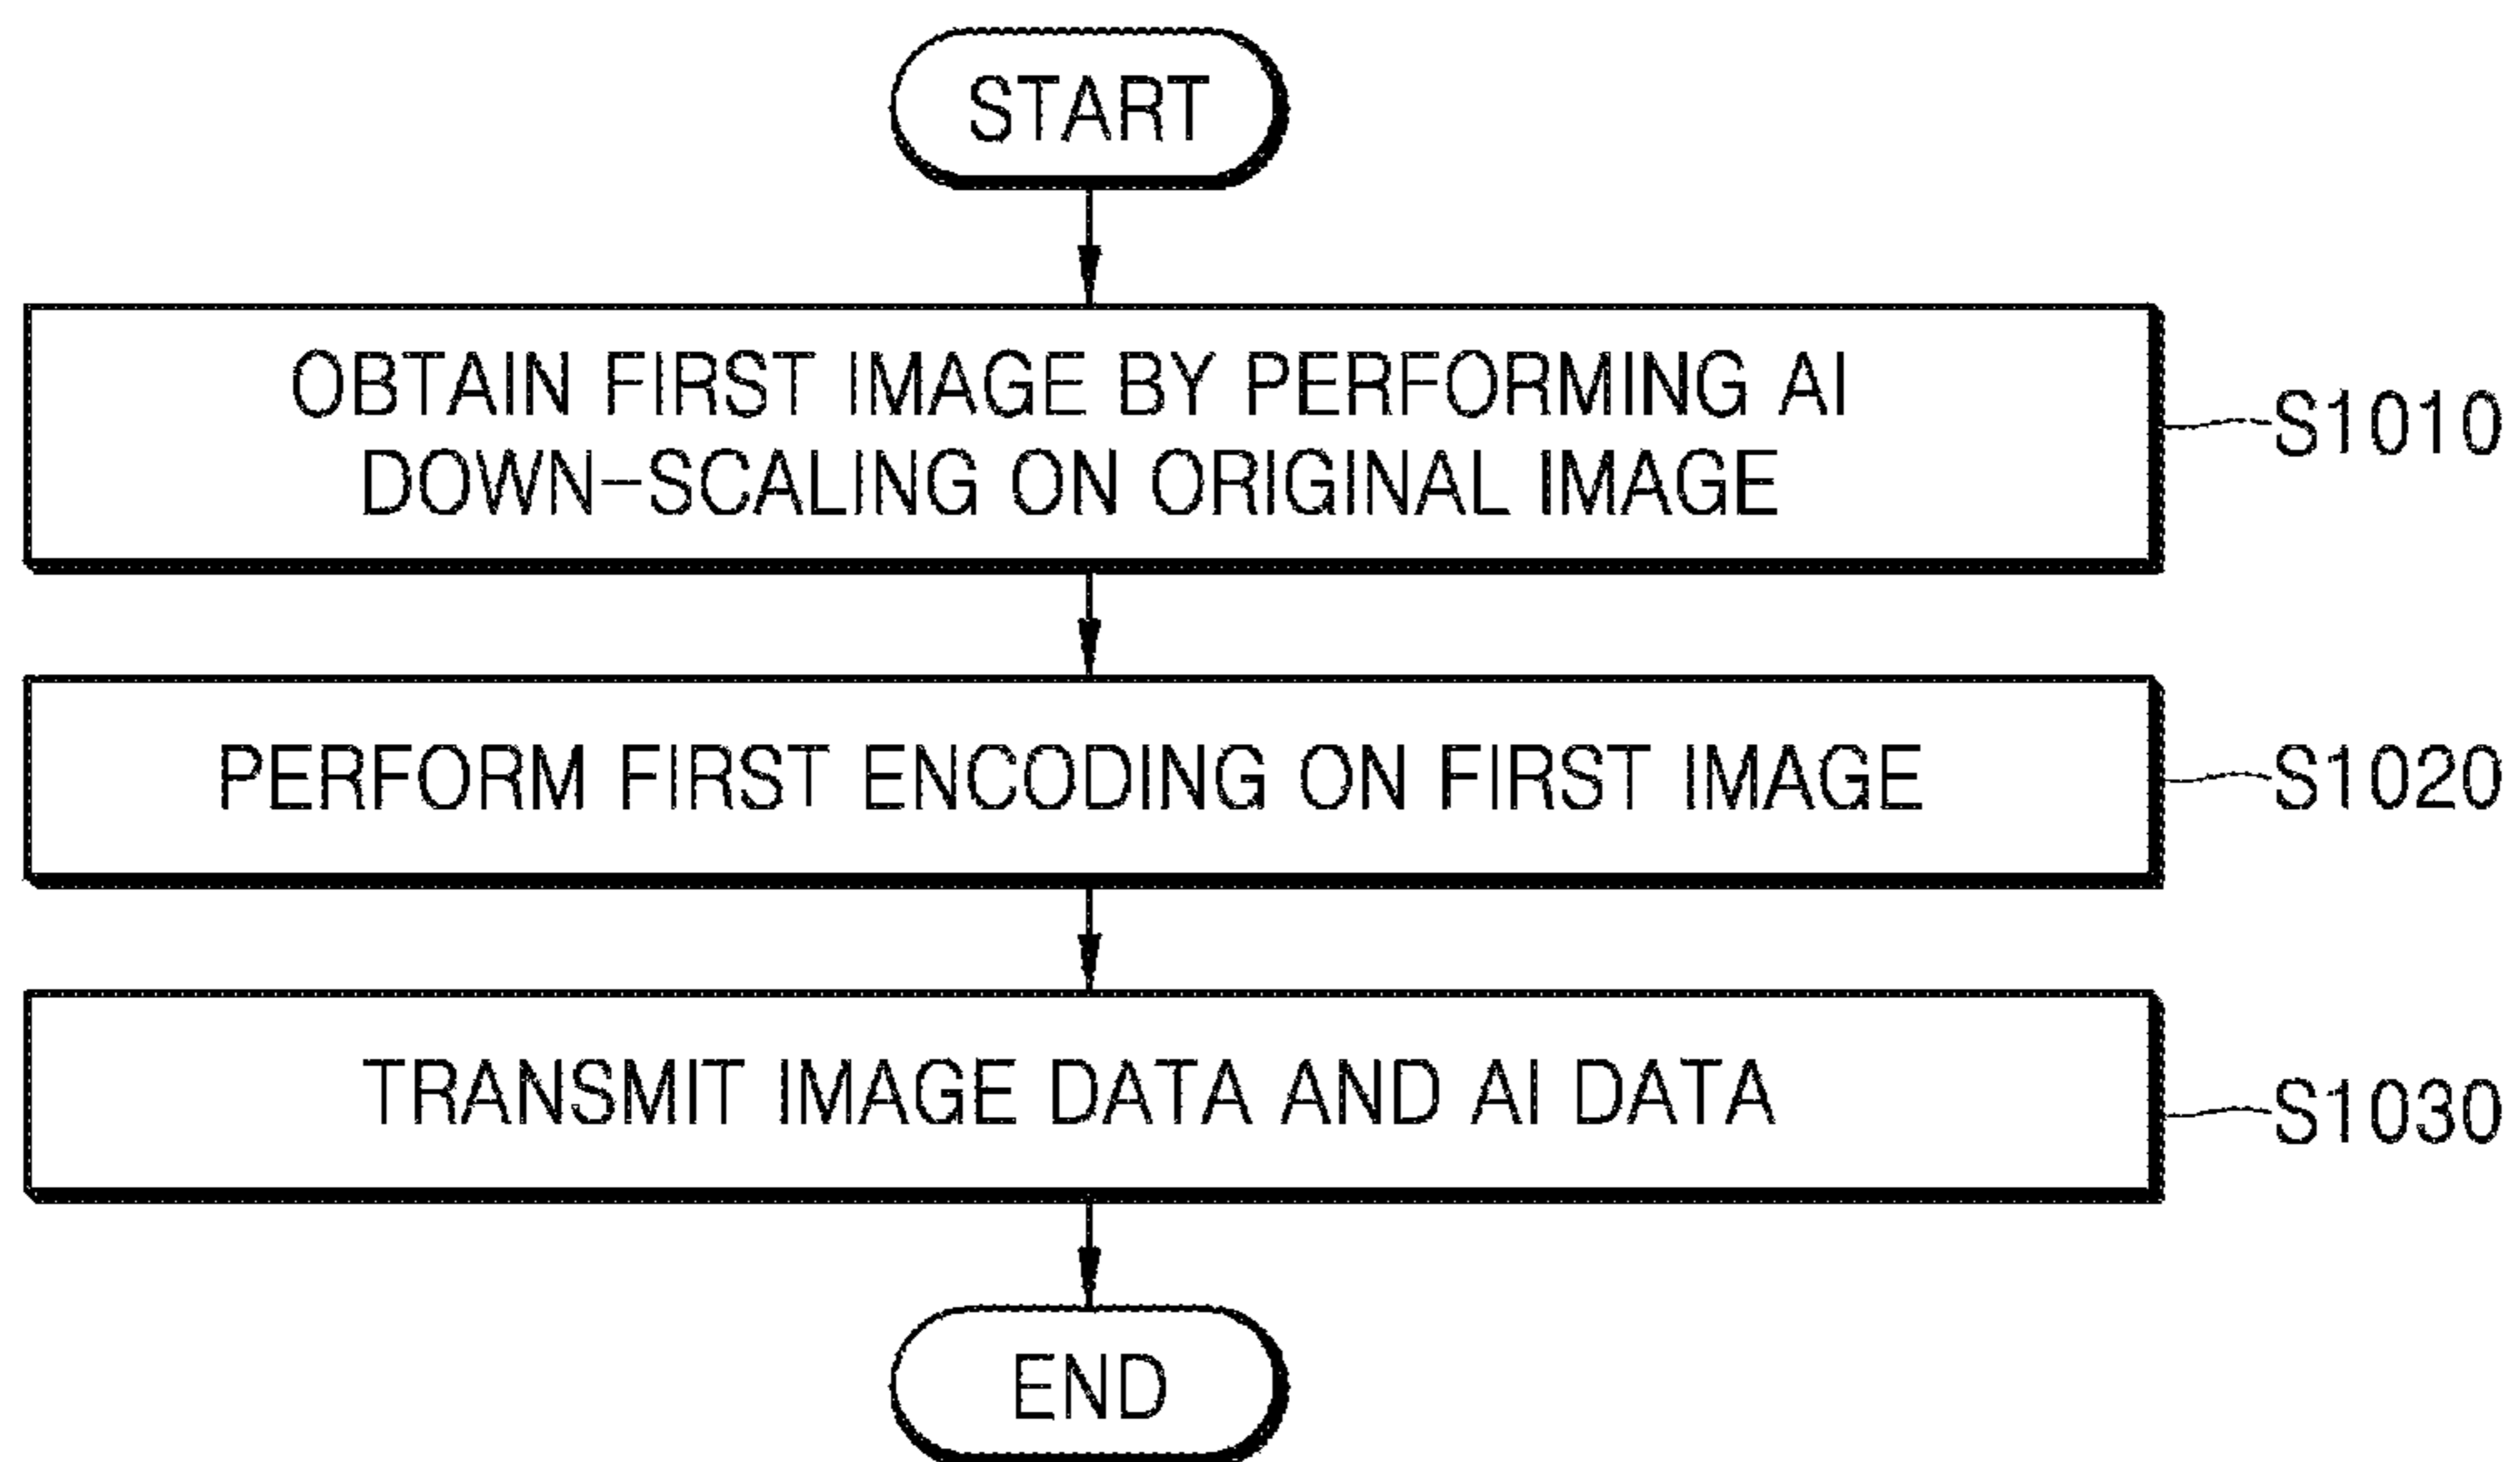 START
OBTAIN FIRST IMAGE BY PERFORMING AI
DOWN-SCALING ON ORIGINAL IMAGE
S1010
PERFORM FIRST ENCODING ON FIRST IMAGE
S1020
TRANSMIT IMAGE DATA AND AI DATA
S1030
END